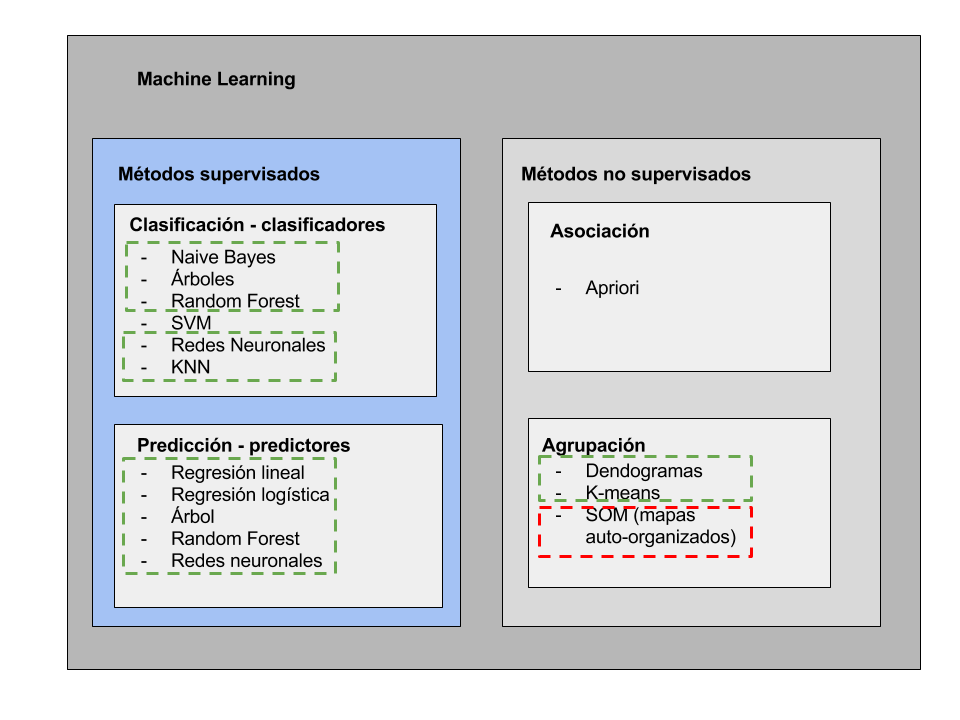 Machine Learning
Métodos supervisados
Clasificación - clasificadores
- Naive Bayes
- Árboles
- Random Forest
- SVM
- Redes Neuronales
- KNN
Predicción - predictores
- Regresión lineal
- Regresión logística
- Árbol
- Random Forest
- Redes neuronales
Métodos no supervisados
Asociación
- Apriori
Agrupación
- Dendogramas
- K-means
- SOM (mapas
auto-organizados)